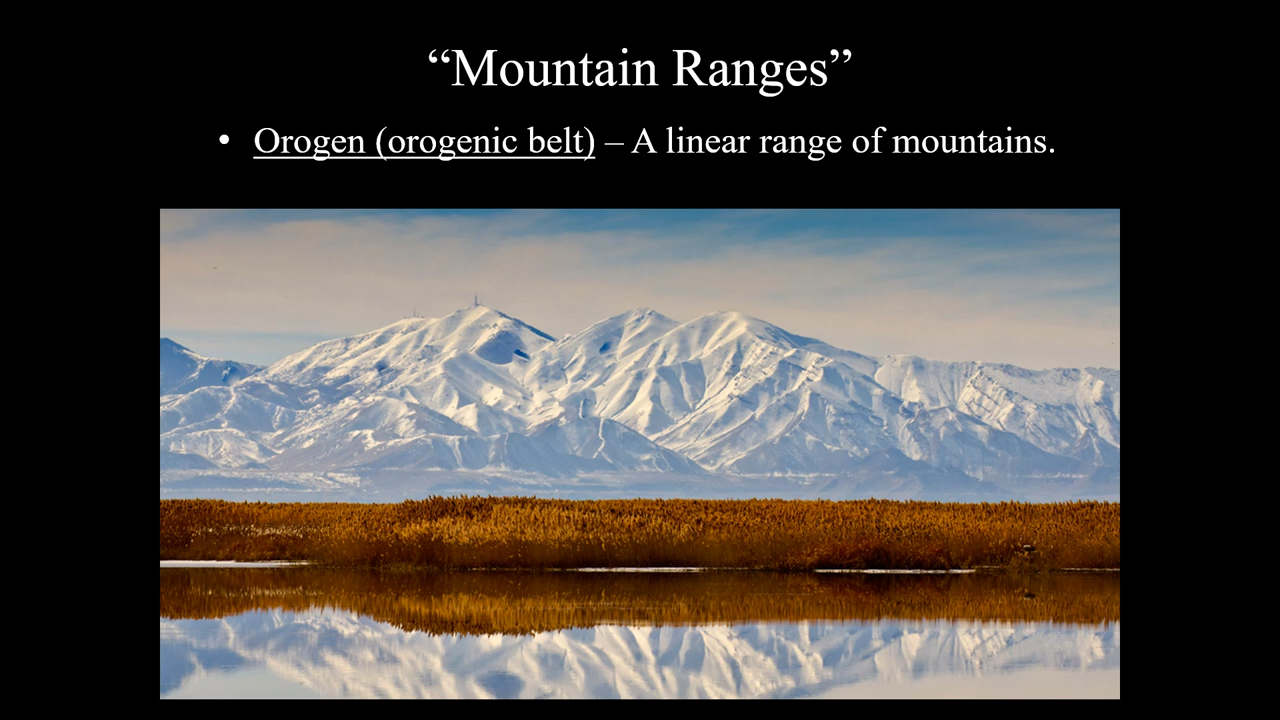 “Mountain Ranges”
• Orogen (orogenic belt) – A linear range of mountains.